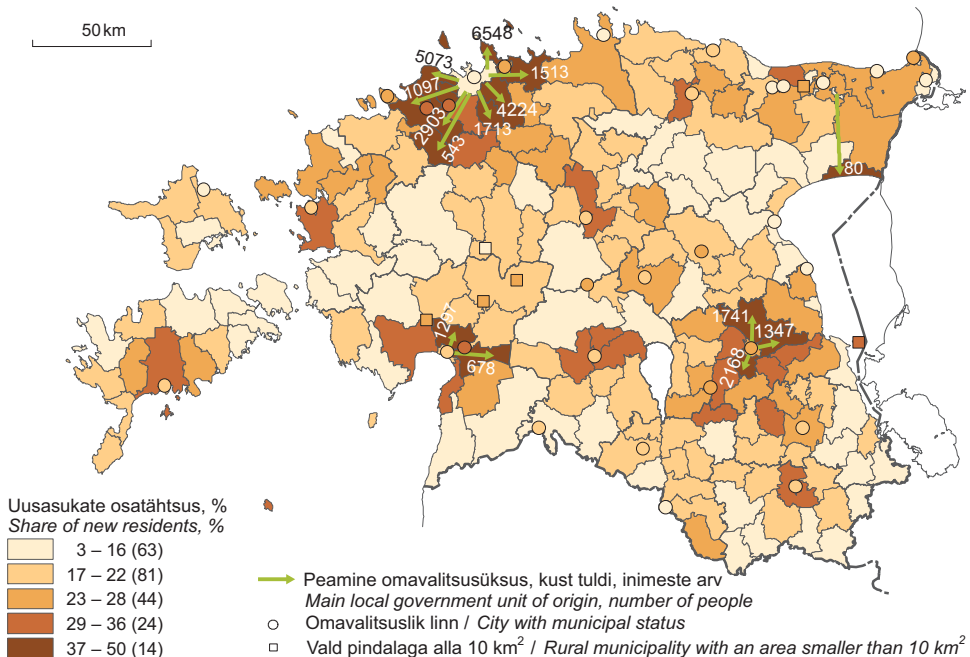 50 km
6548
5073
1513
1097
4224
2903
1713
543
80
1741
1347
1297
2168
678
Uusasukate osatähtsus, %
Share of new residents, %
3 – 16 (63)
17 – 22 (81)
23 – 28 (44)
29 – 36 (24)
37 – 50 (14)
Peamine omavalitsusüksus, kust tuldi, inimeste arv
Main local government unit of origin, number of people
Omavalitsuslik linn / City with municipal status
Vald pindalaga alla 10 km² / Rural municipality with an area smaller than 10 km²